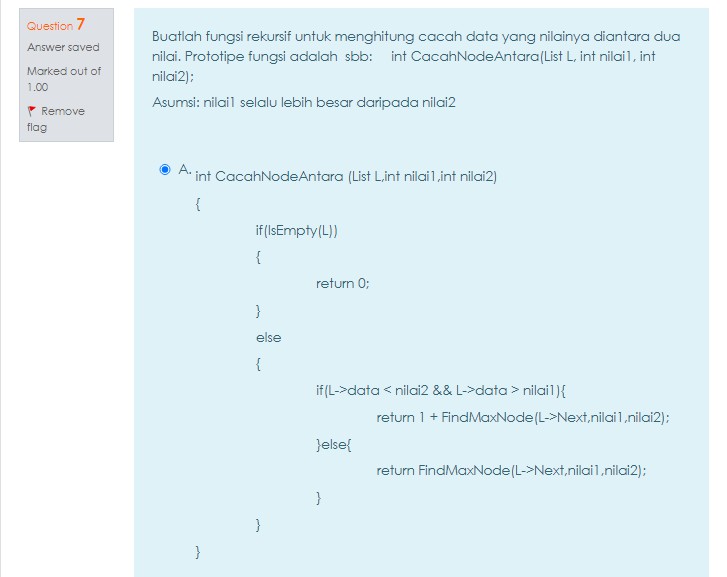 Question 7
Answer saved
Marked out of
1.00
Remove
flag
Buatlah fungsi rekursif untuk menghitung cacah data yang nilainya diantara dua
nilai. Prototipe fungsi adalah sbb: int CacahNodeAntara(List L, int nilai1, int
nilai2);
Asumsi: nilai1 selalu lebih besar daripada nilai2
A.
int CacahNodeAntara (List L,int nilai1,int nilai2)
{
if(IsEmpty(L))
{
return 0;
}
else
{
if(L->data < nilai2 && L->data > nilai1){
return 1 + FindMaxNode(L->Next,nilai1,nilai2);
}else{
return FindMaxNode(L->Next,nilai1,nilai2);
}
}
}